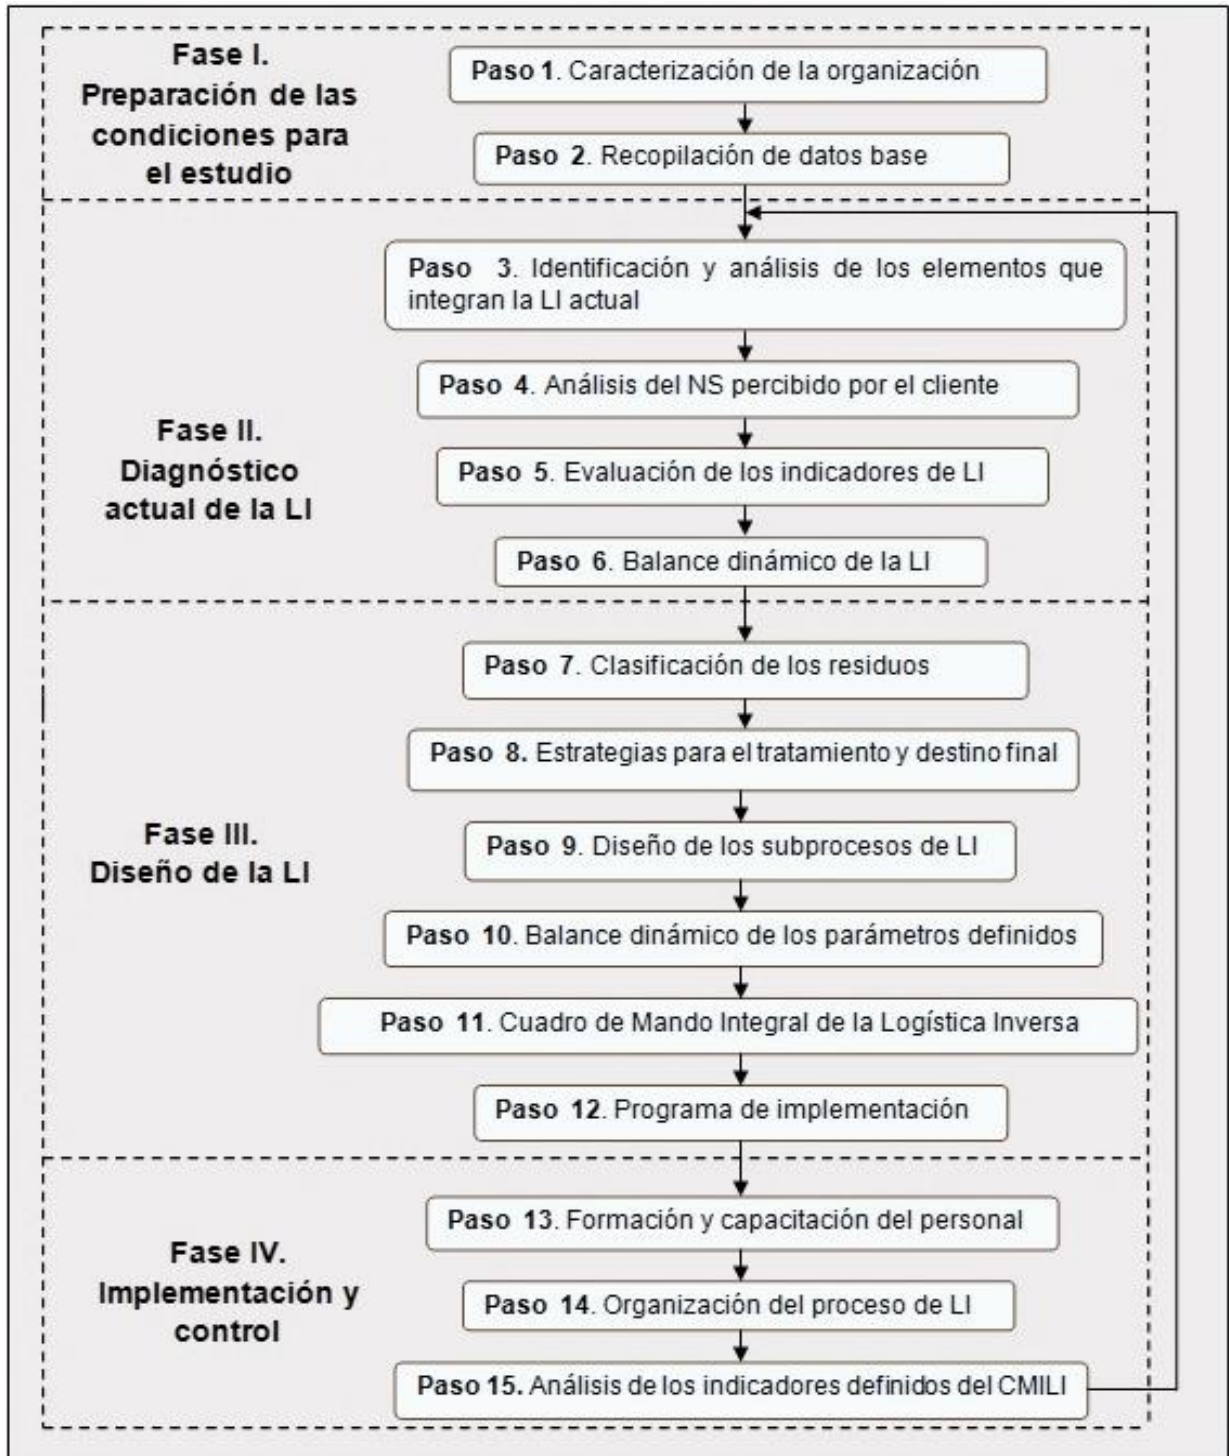 Fase I.
Preparación de las
condiciones para
el estudio
Paso 1. Caracterización de la organización
Paso 2. Recopilación de datos base
Fase II.
Diagnóstico
actual de la LI
Paso 3. Identificación y análisis de los elementos que
integran la LI actual
Paso 4. Análisis del NS percibido por el cliente
Paso 5. Evaluación de los indicadores de LI
Paso 6. Balance dinámico de la LI
Fase III.
Diseño de la LI
Paso 7. Clasificación de los residuos
Paso 8. Estrategias para el tratamiento y destino final
Paso 9. Diseño de los subprocesos de LI
Paso 10. Balance dinámico de los parámetros definidos
Paso 11. Cuadro de Mando Integral de la Logística Inversa
Paso 12. Programa de implementación
Fase IV.
Implementación y
control
Paso 13. Formación y capacitación del personal
Paso 14. Organización del proceso de LI
Paso 15. Análisis de los indicadores definidos del CMILI